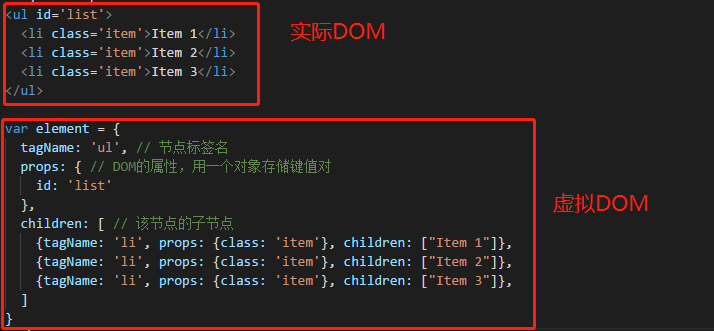 <ul id='list'>
  <li class='item'>Item 1</li>
  <li class='item'>Item 2</li>
  <li class='item'>Item 3</li>
</ul>
实际DOM
var element = {
  tagName: 'ul', // 节点标签名
  props: { // DOM的属性，用一个对象存储键值对
    id: 'list'
  },
  children: [ // 该节点的子节点
    {tagName: 'li', props: {class: 'item'}, children: ["Item 1"]},
    {tagName: 'li', props: {class: 'item'}, children: ["Item 2"]},
    {tagName: 'li', props: {class: 'item'}, children: ["Item 3"]},
  ]
}
虚拟DOM